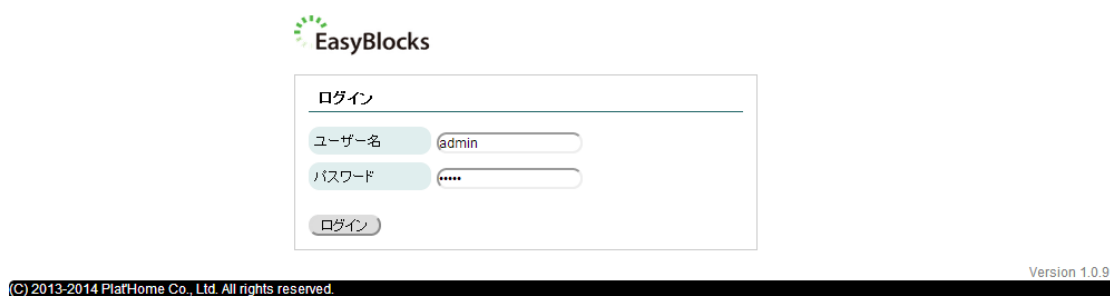 EasyBlocks
ログイン
ユーザー名 admin
パスワード •••••
ログイン
Version 1.0.9
(C) 2013-2014 Plat'Home Co., Ltd. All rights reserved.